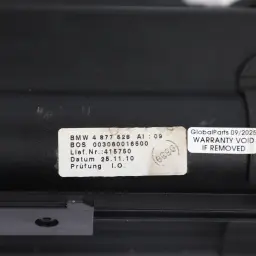 BMW 4 877 528 AI : 09
BOS 003060016500
Lief.Nr.:415750
Datum 25.11.10
Prüfung I.O.
GlobalParts 09/2025
WARRANTY VOID
IF REMOVED